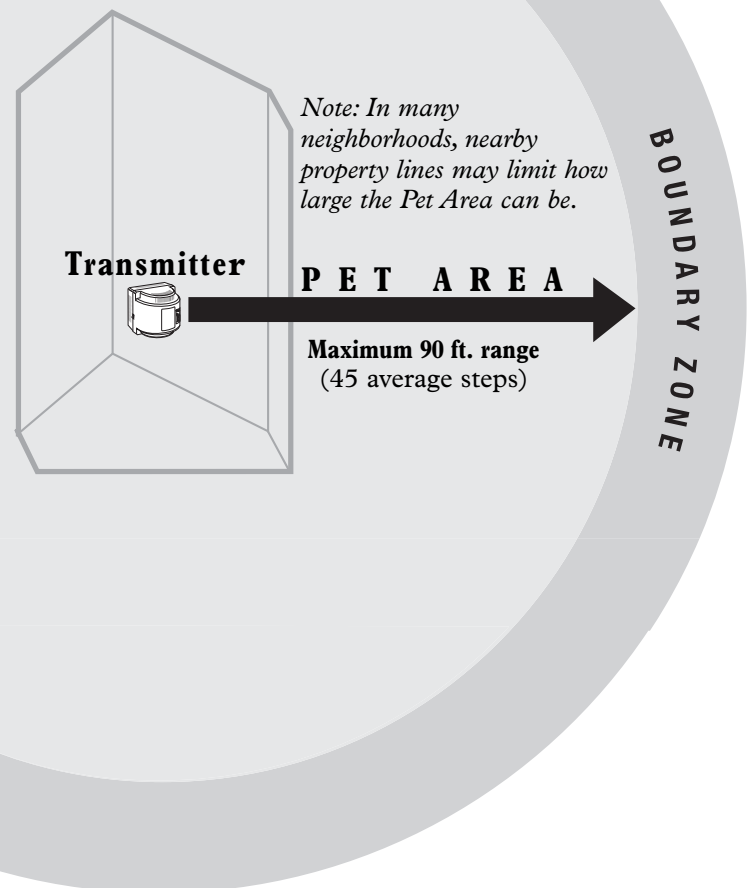 Note: In many
neighborhoods, nearby
property lines may limit how
large the Pet Area can be.
Transmitter
PET AREA
Maximum 90 ft. range
(45 average steps)
BOUNDARY ZONE